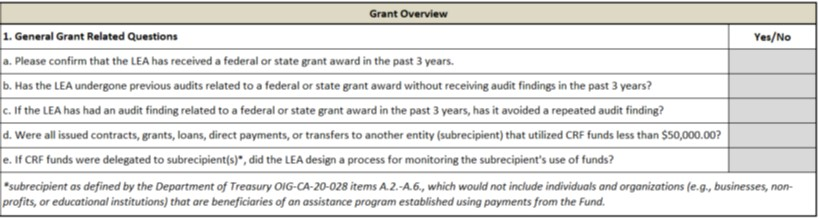 Grant Overview
1. General Grant Related Questions Yes/No
a. Please confirm that the LEA has received a federal or state grant award in the past 3 years.
b. Has the LEA undergone previous audits related to a federal or state grant award without receiving audit findings in the past 3 years?
c. If the LEA has had an audit finding related to a federal or state grant award in the past 3 years, has it avoided a repeated audit finding?
d. Were all issued contracts, grants, loans, direct payments, or transfers to another entity (subrecipient) that utilized CRF funds less than $50,000.00?
e. If CRF funds were delegated to subrecipient(s)*, did the LEA design a process for monitoring the subrecipient's use of funds?
*subrecipient as defined by the Department of Treasury OIG-CA-20-028 items A.2.-A.6., which would not include individuals and organizations (e.g., businesses, non-
profits, or educational institutions) that are beneficiaries of an assistance program established using payments from the Fund.